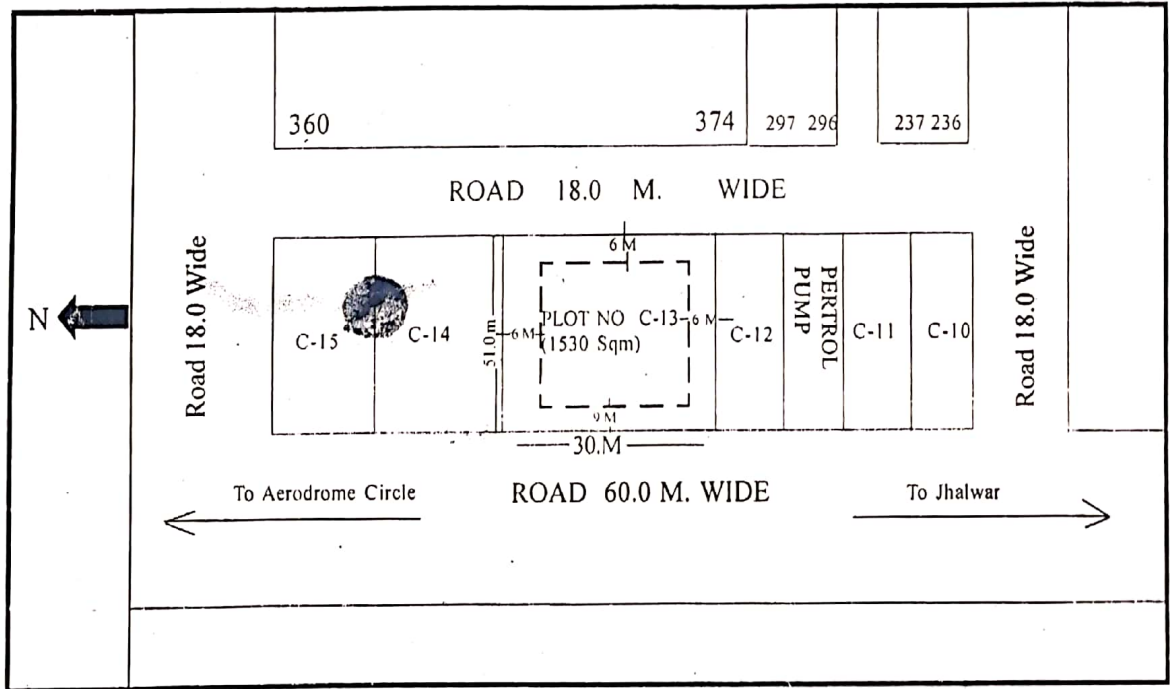 360
374
297 296
237 236
ROAD 18.0 M. WIDE
N
Road 18.0 Wide
C-15
C-14
51.0m
6 M
6 M
PLOT NO C-13
(1530 Sqm)
6 M
9 M
30.M
C-12
PERTROL
PUMP
C-11
C-10
Road 18.0 Wide
To Aerodrome Circle
ROAD 60.0 M. WIDE
To Jhalwar